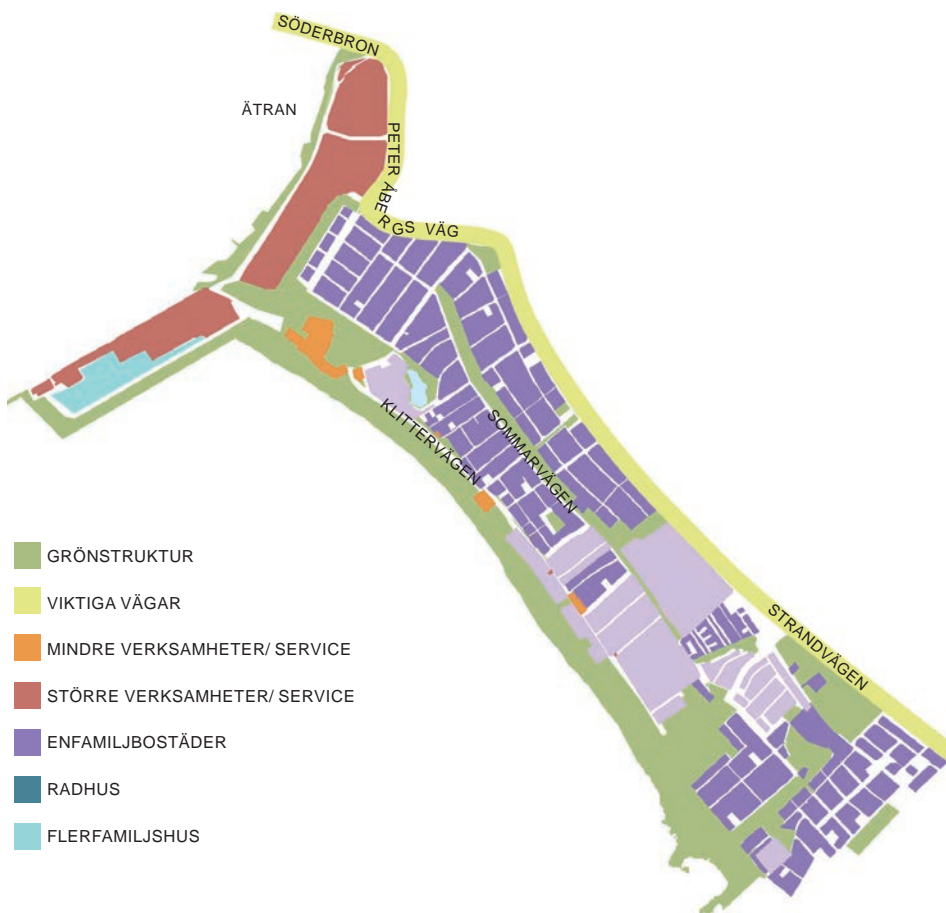 SÖDERBRON
ÄTRAN
PETER ÅBERGS VÄG
KLITTERVÄGEN
SOMMARVÄGEN
STRANDVÄGEN
GRÖNSTRUKTUR
VIKTIGA VÄGAR
MINDRE VERKSAMHETER/ SERVICE
STÖRRE VERKSAMHETER/ SERVICE
ENFAMILJBOSTÄDER
RADHUS
FLERFAMILJSHUS